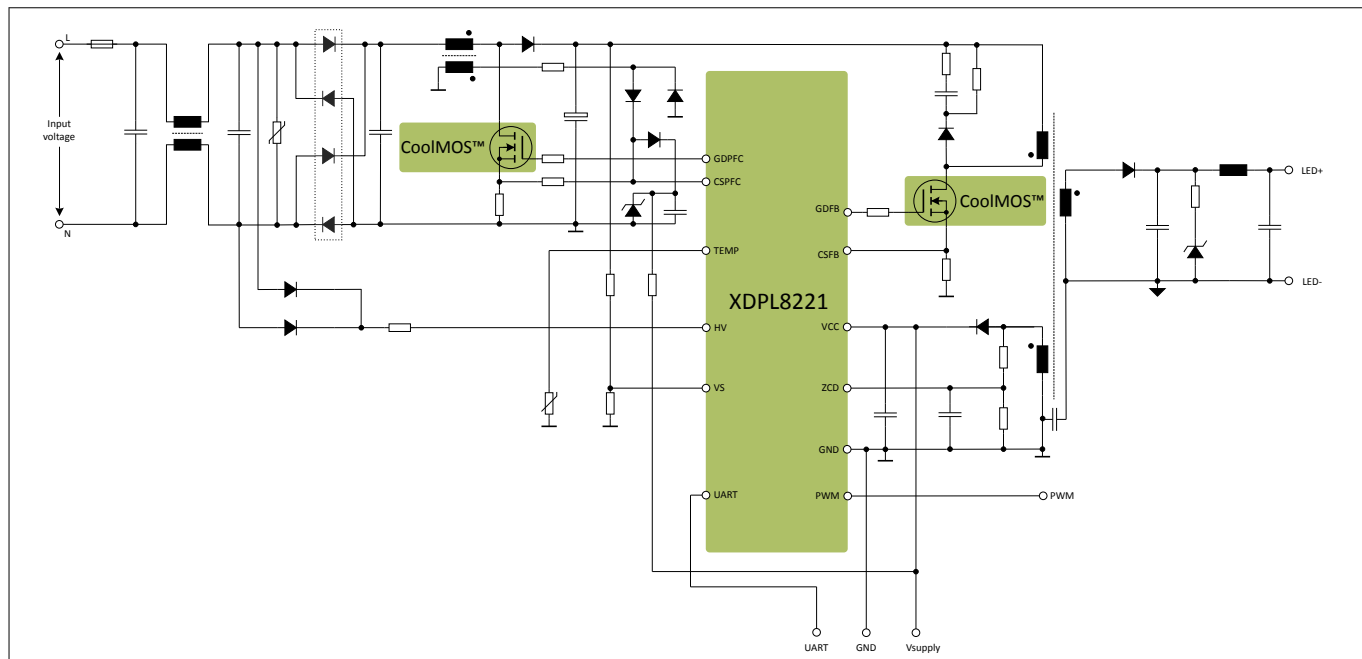 L
Input
voltage
N
CoolMOS™
GDPFC
CSPFC
TEMP
HV
VS
UART
XDPL8221
GDFB
CSFB
VCC
ZCD
GND
PWM
CoolMOS™
LED+
LED-
PWM
UART
GND
Vsupply